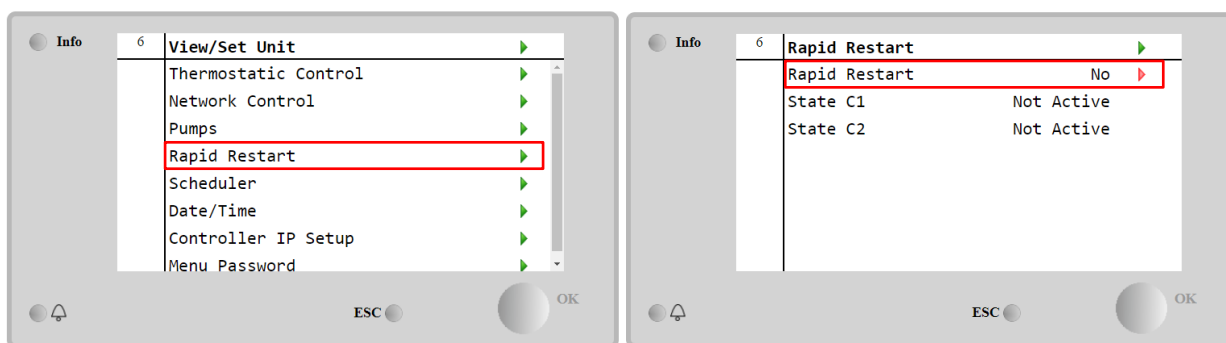 Info
6 View/Set Unit
Thermostatic Control
Network Control
Pumps
Rapid Restart
Scheduler
Date/Time
Controller IP Setup
Menu Password
ESC
OK
Info
6 Rapid Restart
Rapid Restart No
State C1 Not Active
State C2 Not Active
ESC
OK